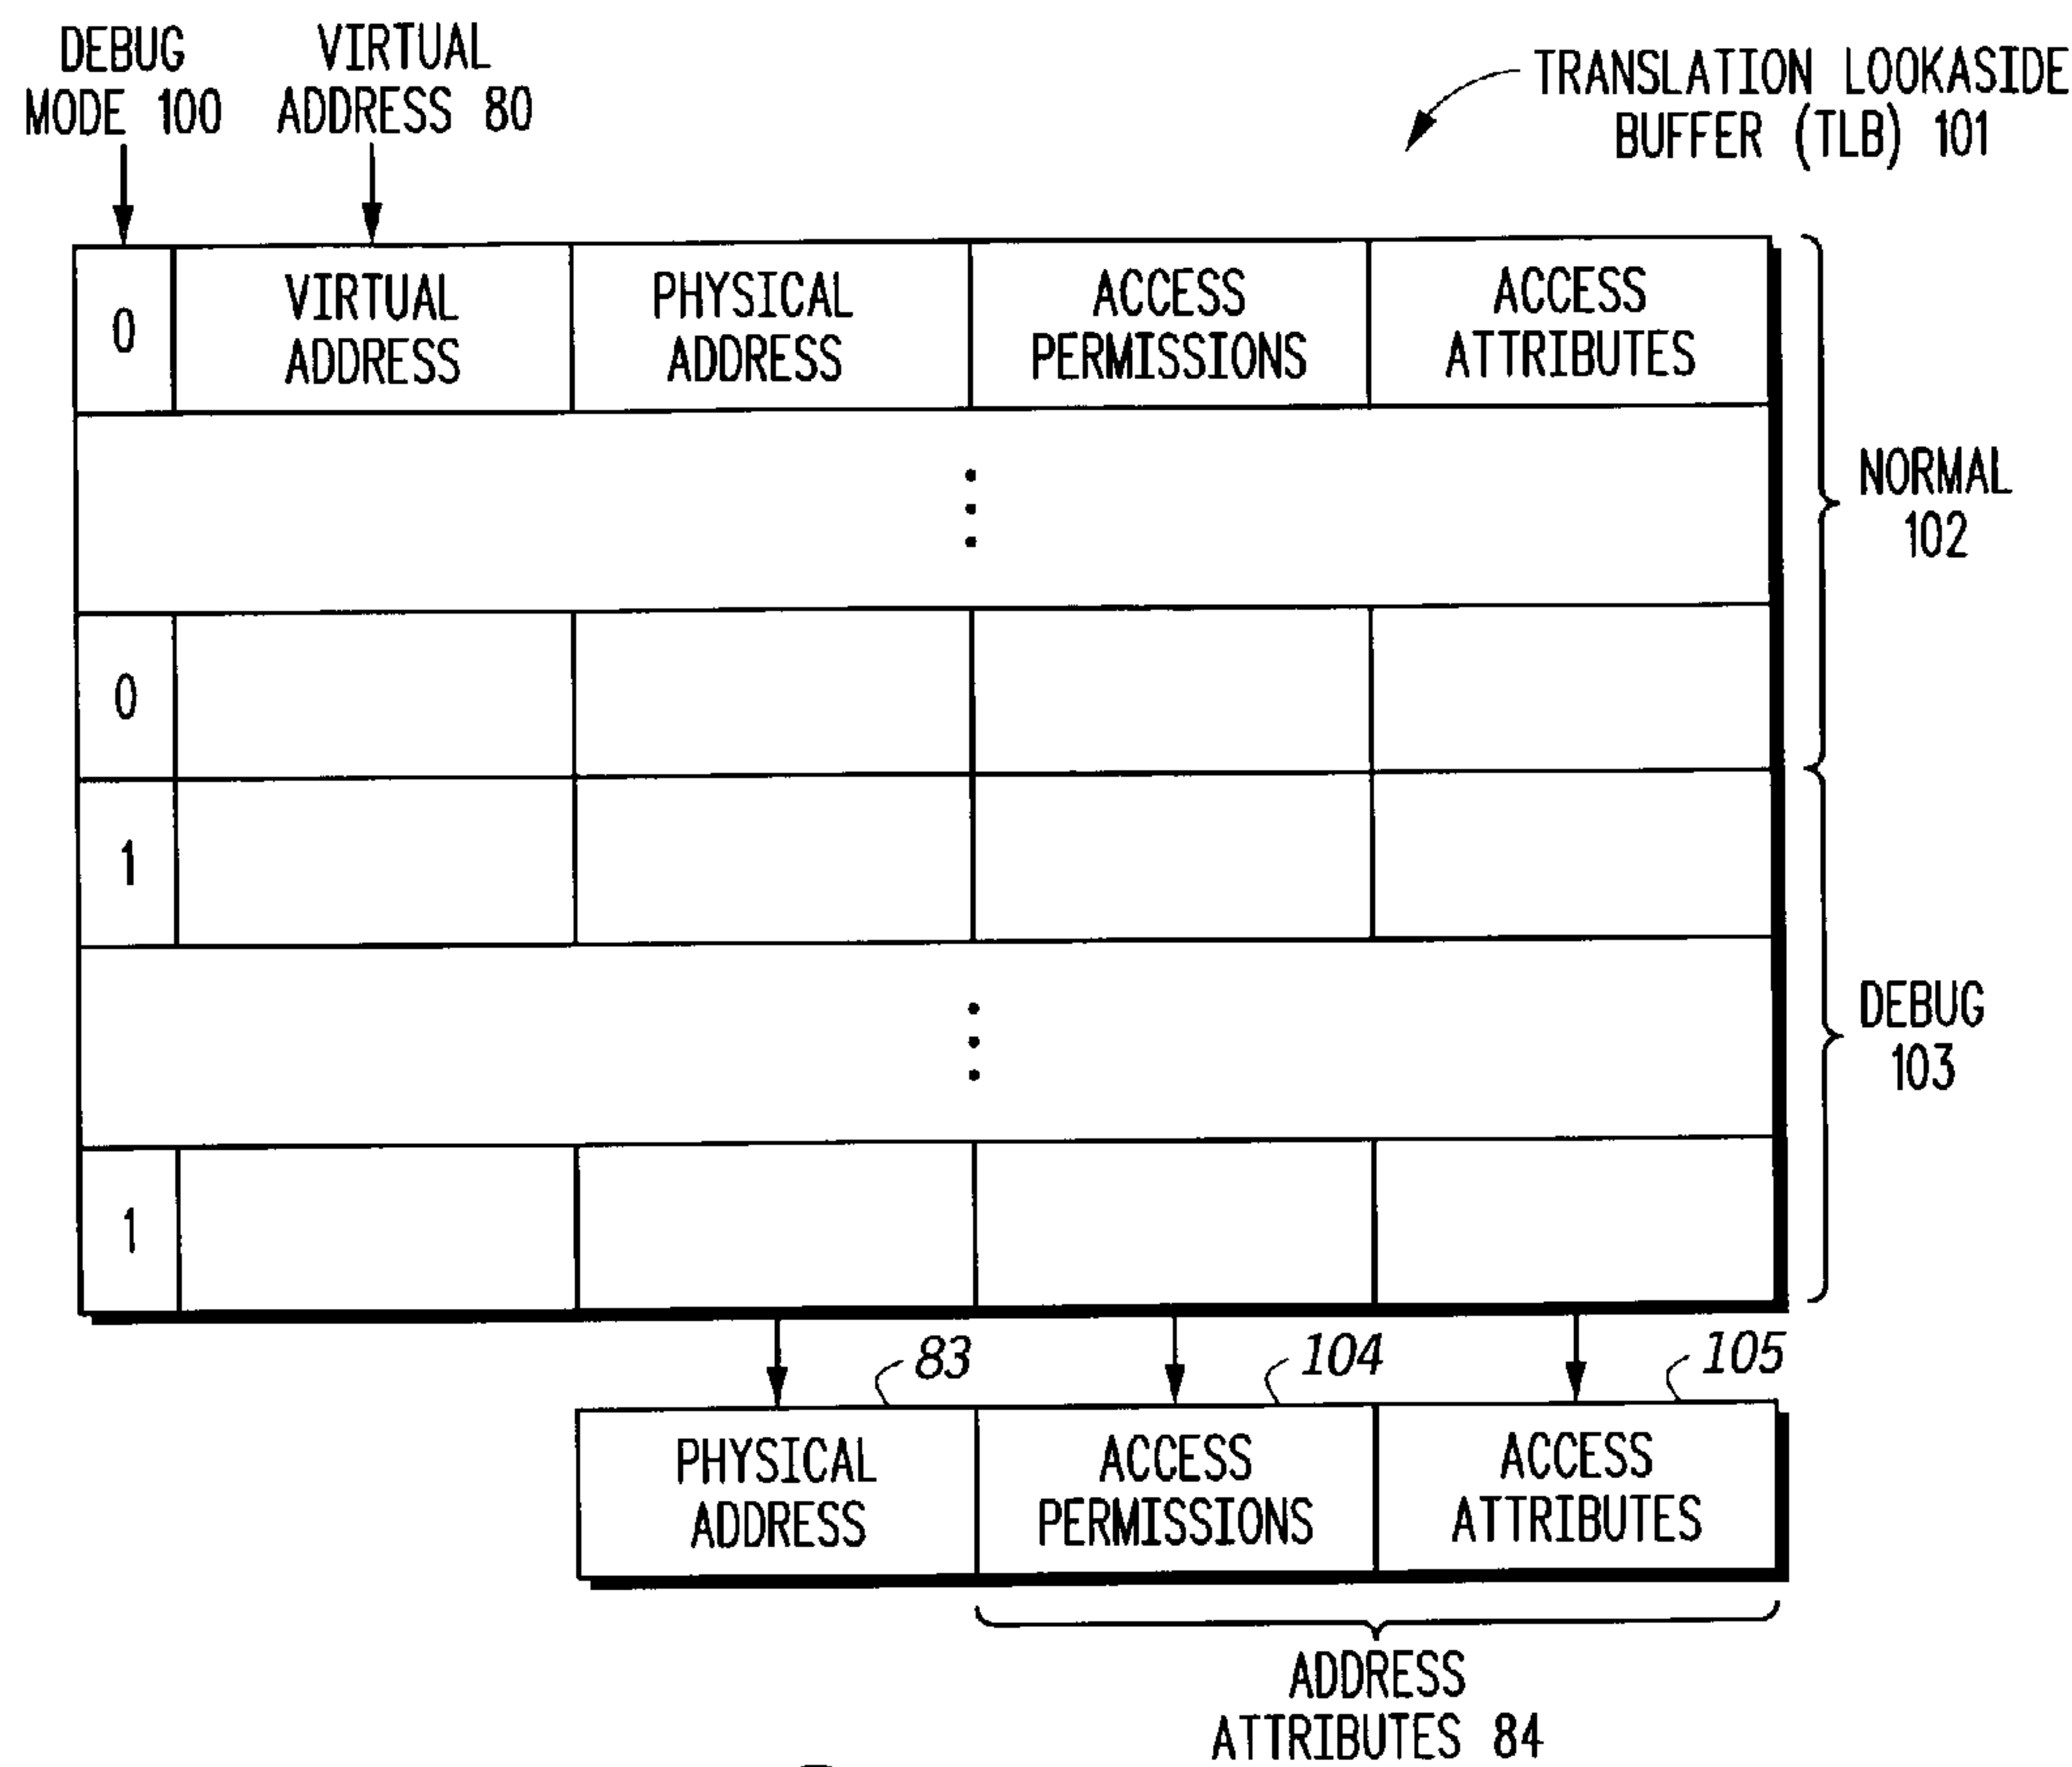 DEBUG
MODE 100
VIRTUAL
ADDRESS 80
TRANSLATION LOOKASIDE
BUFFER (TLB) 101
0
VIRTUAL
ADDRESS
PHYSICAL
ADDRESS
ACCESS
PERMISSIONS
ACCESS
ATTRIBUTES
NORMAL
102
0
1
DEBUG
103
1
83
104
105
PHYSICAL
ADDRESS
ACCESS
PERMISSIONS
ACCESS
ATTRIBUTES
ADDRESS
ATTRIBUTES 84